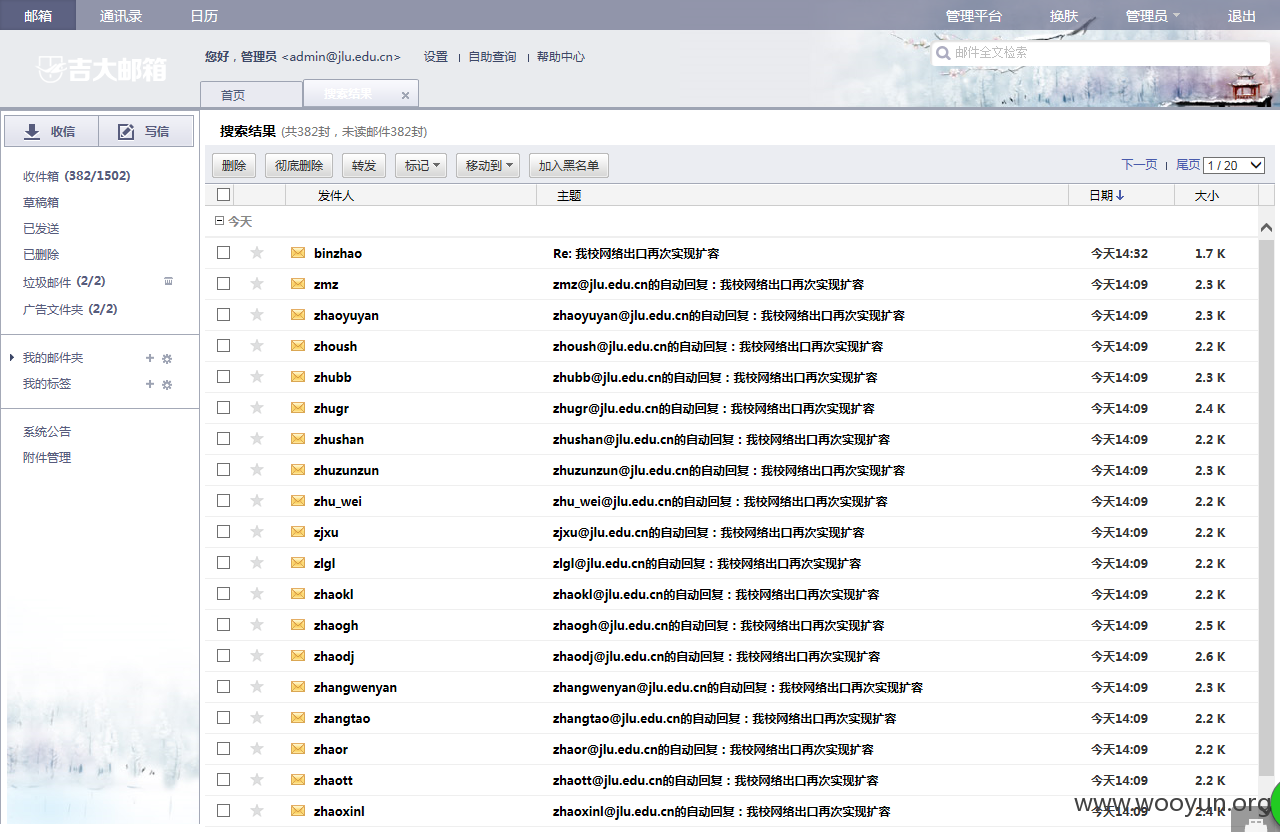 邮箱 通讯录 日历 管理平台 换肤 管理员 退出
吉大邮箱
您好，管理员 <admin@jlu.edu.cn> 设置 | 自助查询 | 帮助中心
邮件全文检索
首页 搜索结果 ×
收信 写信
搜索结果 (共382封，未读邮件382封)
删除 彻底删除 转发 标记 移动到 加入黑名单 下一页 | 尾页 1 / 20
收件箱 (382/1502)
草稿箱
已发送
已删除
垃圾邮件 (2/2)
广告文件夹 (2/2)
我的邮件夹
我的标签
系统公告
附件管理
发件人 主题 日期↓ 大小
今天
binzhao Re: 我校网络出口再次实现扩容 今天14:32 1.7 K
zmz zmz@jlu.edu.cn的自动回复：我校网络出口再次实现扩容 今天14:09 2.3 K
zhaoyuyan zhaoyuyan@jlu.edu.cn的自动回复：我校网络出口再次实现扩容 今天14:09 2.3 K
zhoush zhoush@jlu.edu.cn的自动回复：我校网络出口再次实现扩容 今天14:09 2.2 K
zhubb zhubb@jlu.edu.cn的自动回复：我校网络出口再次实现扩容 今天14:09 2.3 K
zhugr zhugr@jlu.edu.cn的自动回复：我校网络出口再次实现扩容 今天14:09 2.4 K
zhushan zhushan@jlu.edu.cn的自动回复：我校网络出口再次实现扩容 今天14:09 2.2 K
zhuzunzun zhuzunzun@jlu.edu.cn的自动回复：我校网络出口再次实现扩容 今天14:09 2.3 K
zhu_wei zhu_wei@jlu.edu.cn的自动回复：我校网络出口再次实现扩容 今天14:09 2.2 K
zjxu zjxu@jlu.edu.cn的自动回复：我校网络出口再次实现扩容 今天14:09 2.2 K
zlgl zlgl@jlu.edu.cn的自动回复：我校网络出口再次实现扩容 今天14:09 2.2 K
zhaokl zhaokl@jlu.edu.cn的自动回复：我校网络出口再次实现扩容 今天14:09 2.2 K
zhaogh zhaogh@jlu.edu.cn的自动回复：我校网络出口再次实现扩容 今天14:09 2.5 K
zhaodj zhaodj@jlu.edu.cn的自动回复：我校网络出口再次实现扩容 今天14:09 2.6 K
zhangwenyan zhangwenyan@jlu.edu.cn的自动回复：我校网络出口再次实现扩容 今天14:09 2.3 K
zhangtao zhangtao@jlu.edu.cn的自动回复：我校网络出口再次实现扩容 今天14:09 2.2 K
zhaor zhaor@jlu.edu.cn的自动回复：我校网络出口再次实现扩容 今天14:09 2.2 K
zhaott zhaott@jlu.edu.cn的自动回复：我校网络出口再次实现扩容 今天14:09 2.2 K
zhaoxinl zhaoxinl@jlu.edu.cn的自动回复：我校网络出口再次实现扩容 今天14:09 2.4 K
www.wooyun.org